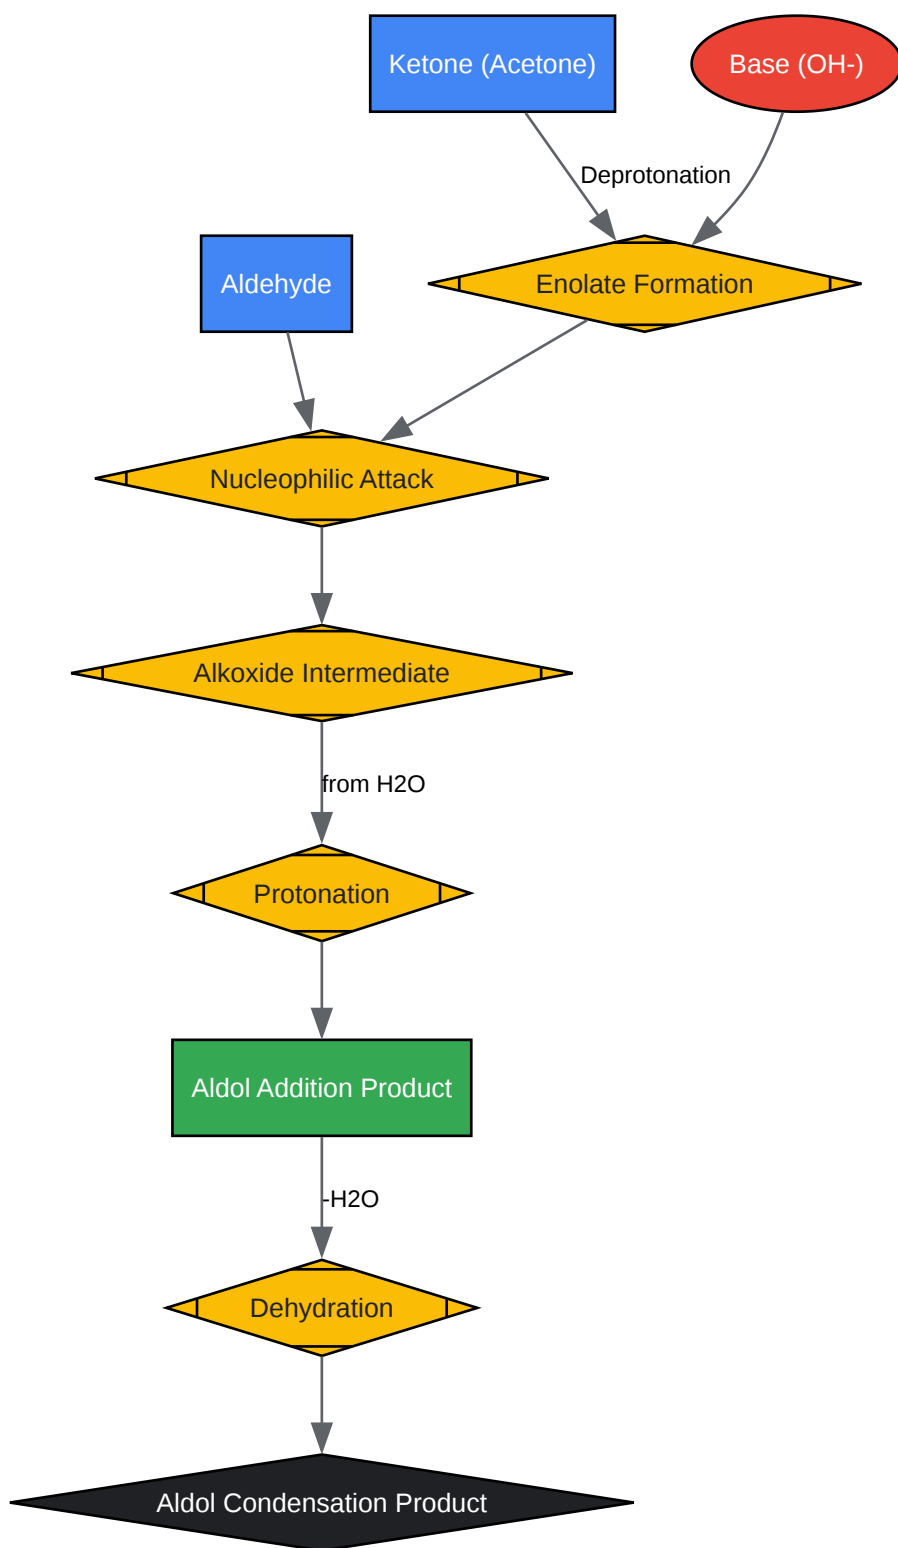 Ketone (Acetone)
Base (OH-)
Deprotonation
Aldehyde
Enolate Formation
Nucleophilic Attack
Alkoxide Intermediate
from H2O
Protonation
Aldol Addition Product
-H2O
Dehydration
Aldol Condensation Product